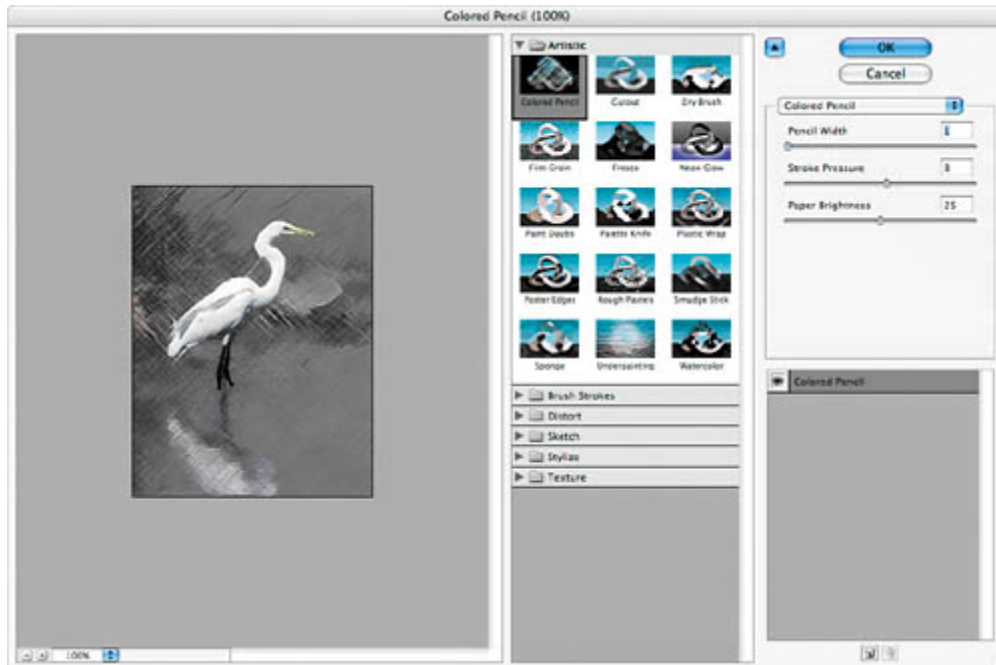 Colored Pencil (100%)
Artistic
Colored Pencil
Cutout
Dry Brush
Film Grain
Fresco
Neon Glow
Paint Daubs
Palette Knife
Plastic Wrap
Poster Edges
Rough Pastels
Smudge Stick
Sponge
Underpainting
Watercolor
Brush Strokes
Distort
Sketch
Stylize
Texture
100%
OK
Cancel
Colored Pencil
Pencil Width 1
Stroke Pressure 8
Paper Brightness 25
Colored Pencil